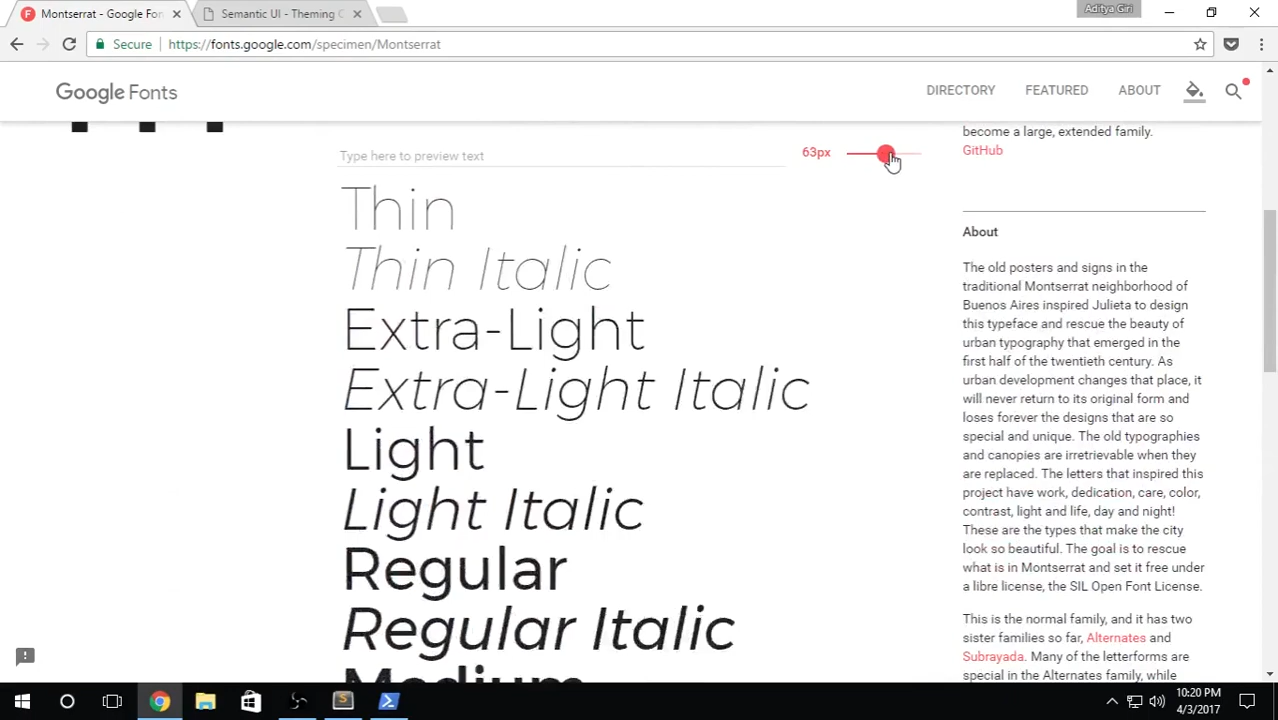 Montserrat - Google Fon
Semantic UI - Theming C
Aditya Giri
Secure
https://fonts.google.com/specimen/Montserrat
Google Fonts
DIRECTORY
FEATURED
ABOUT
Type here to preview text
63px
Thin
Thin Italic
Extra-Light
Extra-Light Italic
Light
Light Italic
Regular
Regular Italic
Medium
become a large, extended family.
GitHub
About
The old posters and signs in the
traditional Montserrat neighborhood of
Buenos Aires inspired Julieta to design
this typeface and rescue the beauty of
urban typography that emerged in the
first half of the twentieth century. As
urban development changes that place, it
will never return to its original form and
loses forever the designs that are so
special and unique. The old typographies
and canopies are irretrievable when they
are replaced. The letters that inspired this
project have work, dedication, care, color,
contrast, light and life, day and night!
These are the types that make the city
look so beautiful. The goal is to rescue
what is in Montserrat and set it free under
a libre license, the SIL Open Font License.
This is the normal family, and it has two
sister families so far, Alternates and
Subrayada. Many of the letterforms are
special in the Alternates family, while
10:20 PM
4/3/2017